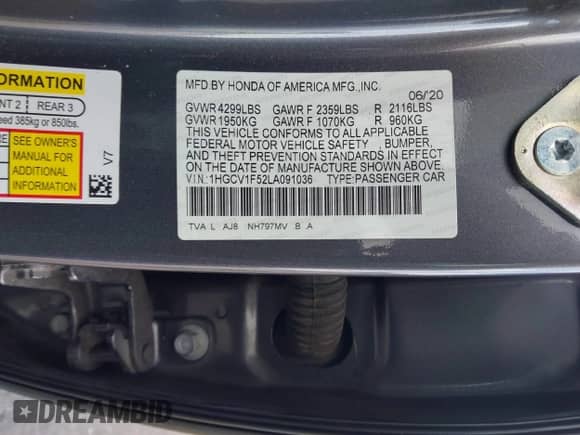 FORMATION
NT 2 REAR 3
eed 385kg or 850lbs.
SEE OWNER'S
MANUAL FOR
ADDITIONAL
INFORMATION
V7
MFD BY HONDA OF AMERICA MFG.,INC.
06/20
GVWR 4299LBS GAWR F 2359LBS R 2116LBS
GVWR 1950KG GAWR F 1070KG R 960KG
THIS VEHICLE CONFORMS TO ALL APPLICABLE
FEDERAL MOTOR VEHICLE SAFETY , BUMPER,
AND THEFT PREVENTION STANDARDS IN EFFECT
ON THE DATE OF MANUFACTURE SHOWN ABOVE.
V.I.N.:1HGCV1F52LA091036 TYPE:PASSENGER CAR
TVA L AJ8 NH797MV B A
DREAMBID